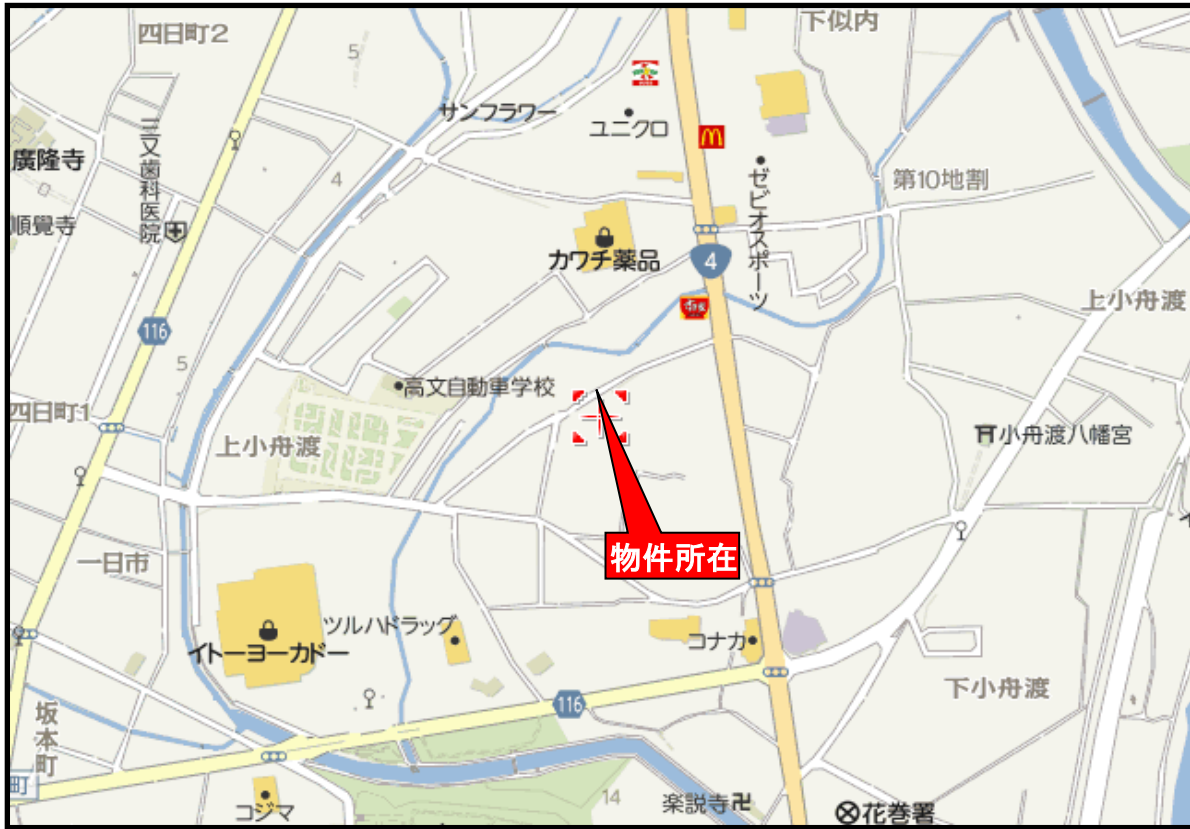 四日町2
下似内
5
サンフラワー
ユニクロ
M
三又歯科医院
廣隆寺
4
ゼビオスポーツ
第10地割
順覺寺
カワチ薬品
4
上小舟渡
116
5
高文自動車学校
四日町1
上小舟渡
小舟渡八幡宮
物件所在
一日市
ツルハドラッグ
コナカ
イトーヨーカドー
下小舟渡
116
坂本町
町
14
楽説寺卍
コジマ
花巻署